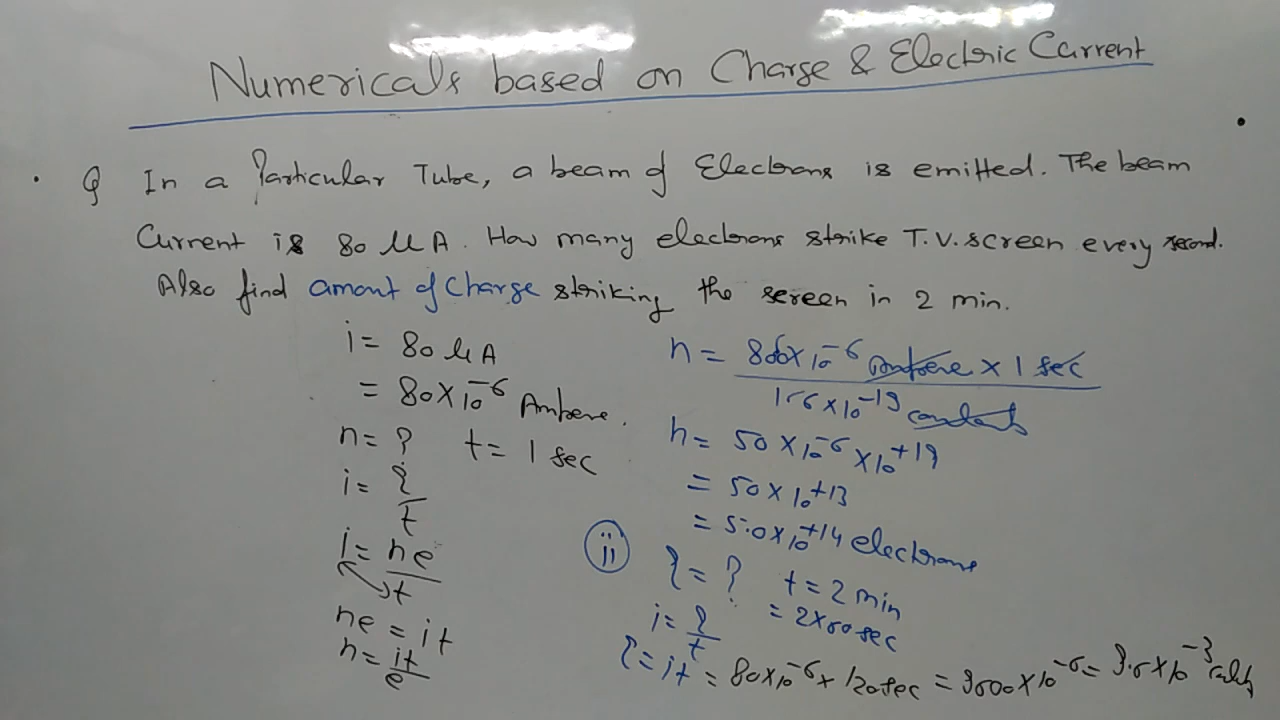 Numericals based on Charge & Electric Current
Q In a Particular Tube, a beam of Electrons is emitted. The beam
Current is 80 µA. How many electrons strike T.V. screen every second.
Also find amont of Charge striking the screen in 2 min.
i = 80 µA
= 80 × 10⁻⁶ Ampere.
n = ? t = 1 sec
i = q/t
i = ne/t
ne = it
n = it/e
n = 80 × 10⁻⁶ Ampere × 1 sec / 1.6 × 10⁻¹⁹
n = 50 × 10⁻⁶ × 10⁺¹⁹
= 50 × 10⁺¹³
= 5.0 × 10⁺¹⁴ electrons
ii q = ? t = 2 min
= 2×60 sec
i = q/t
q = it = 80×10⁻⁶ × 120 sec = 9600 × 10⁻⁶ = 9.6 × 10⁻³